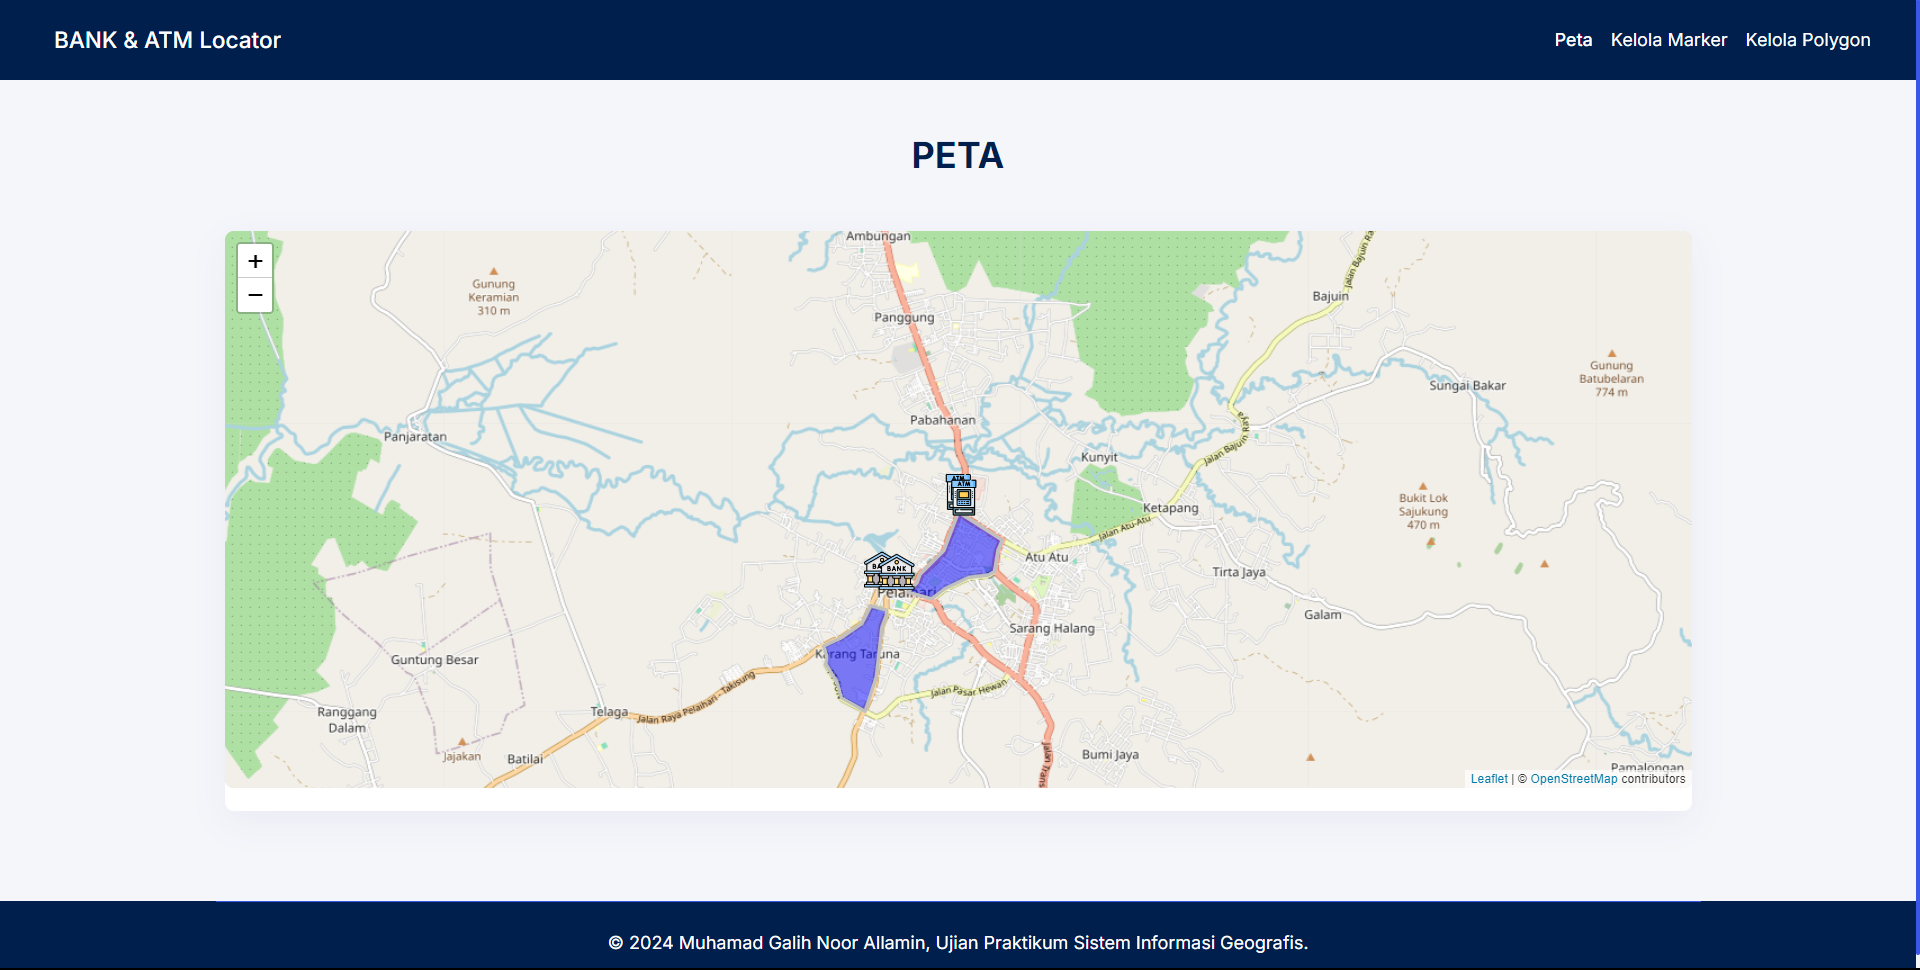 BANK & ATM Locator
Peta
Kelola Marker
Kelola Polygon
PETA
+
−
Ambungan
Gunung
Keramian
310 m
Panggung
Jalan Bajuin Ra
Bajuin
Gunung
Batubelaran
774 m
Sungai Bakar
Pabahanan
Panjaratan
Jalan Bajuin Raya
Kunyit
ATM
ATM
Bukit Lok
Sajukung
470 m
Ketapang
Jalan Atu-Atu
Atu Atu
BANK
Tirta Jaya
Pelaihari
Galam
Sarang Halang
Karang Taruna
Guntung Besar
Jalan Raya Pelaihari - Takisung
Jalan Pasar Hewan
Ranggang
Dalam
Telaga
Jajakan
Batilai
Jalan Trans
Bumi Jaya
Pamalongan
Leaflet | © OpenStreetMap contributors
© 2024 Muhamad Galih Noor Allamin, Ujian Praktikum Sistem Informasi Geografis.